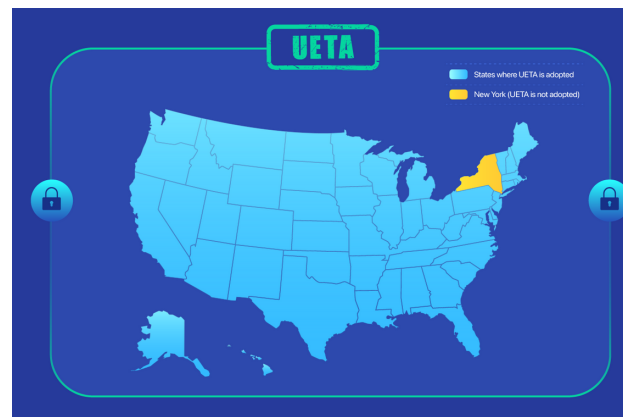 UETA
States where UETA is adopted
New York (UETA is not adopted)